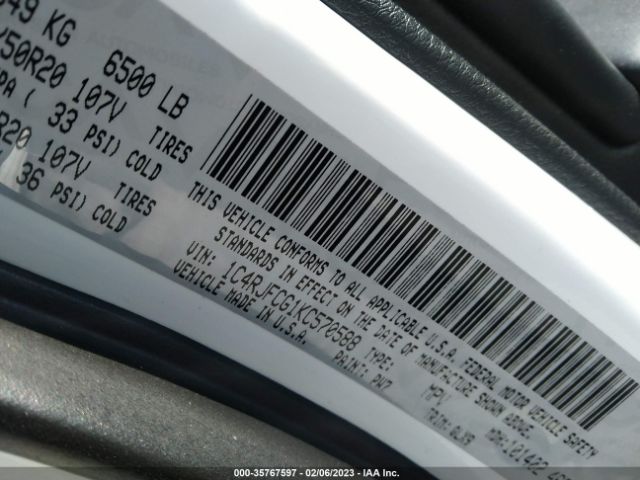 949 KG 6500 LB
50R20 107V TIRES
PA ( 33 PSI) COLD
R20 107V TIRES
36 PSI) COLD
THIS VEHICLE CONFORMS TO ALL APPLICABLE U.S.A. FEDERAL MOTOR VEHICLE SAFETY
STANDARDS IN EFFECT ON THE DATE OF MANUFACTURE SHOWN ABOVE.
VIN: 1C4RJFCG1KC570588 TYPE: MPV
VEHICLE MADE IN U.S.A. PAINT: PW7 TRIM: 
000-35767597 - 02/06/2023 - IAA Inc.